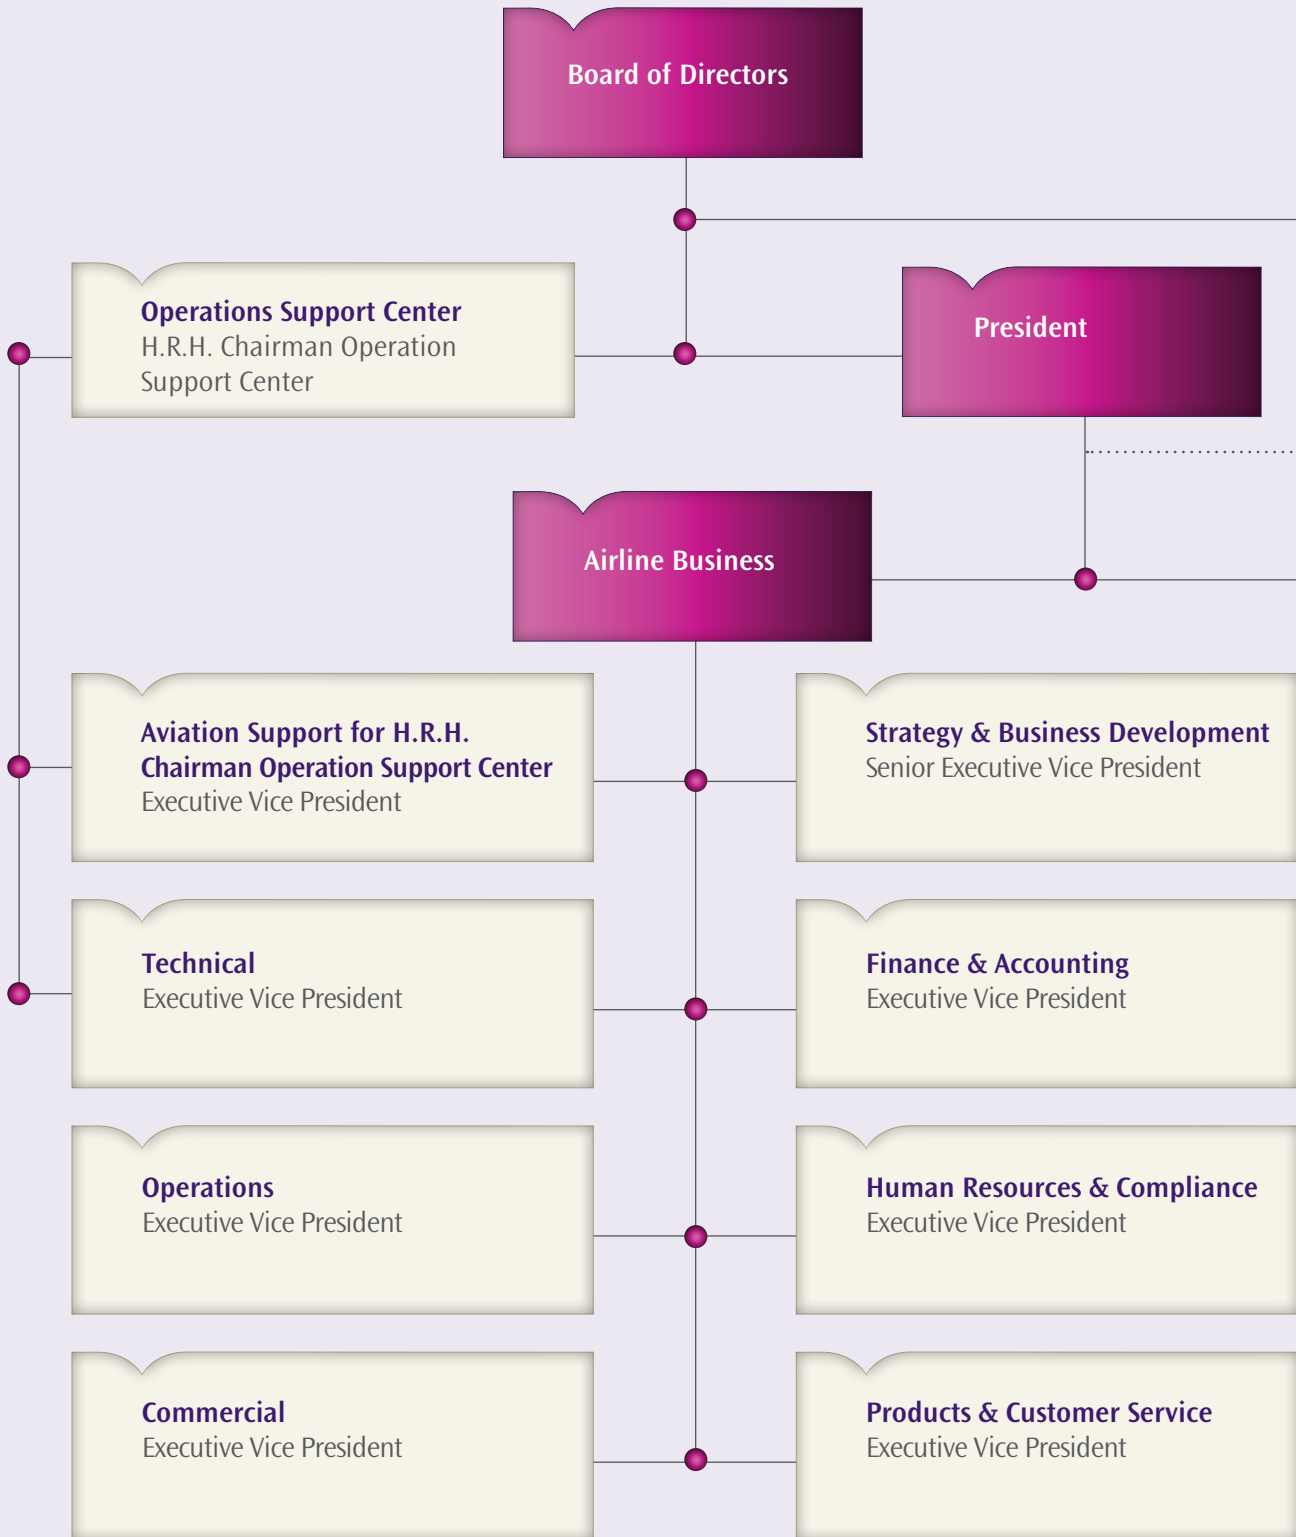 Board of Directors
Operations Support Center
H.R.H. Chairman Operation
Support Center
President
Airline Business
Aviation Support for H.R.H.
Chairman Operation Support Center
Executive Vice President
Strategy & Business Development
Senior Executive Vice President
Technical
Executive Vice President
Finance & Accounting
Executive Vice President
Operations
Executive Vice President
Human Resources & Compliance
Executive Vice President
Commercial
Executive Vice President
Products & Customer Service
Executive Vice President